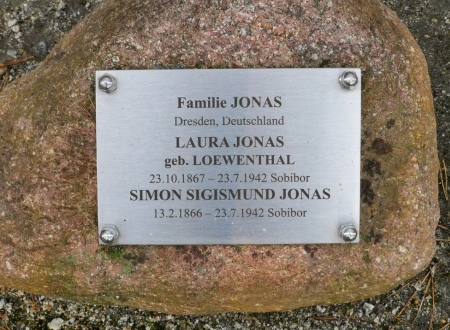 Familie JONAS
Dresden, Deutschland
LAURA JONAS
geb. LOEWENTHAL
23.10.1867 – 23.7.1942 Sobibor
SIMON SIGISMUND JONAS
13.2.1866 – 23.7.1942 Sobibor